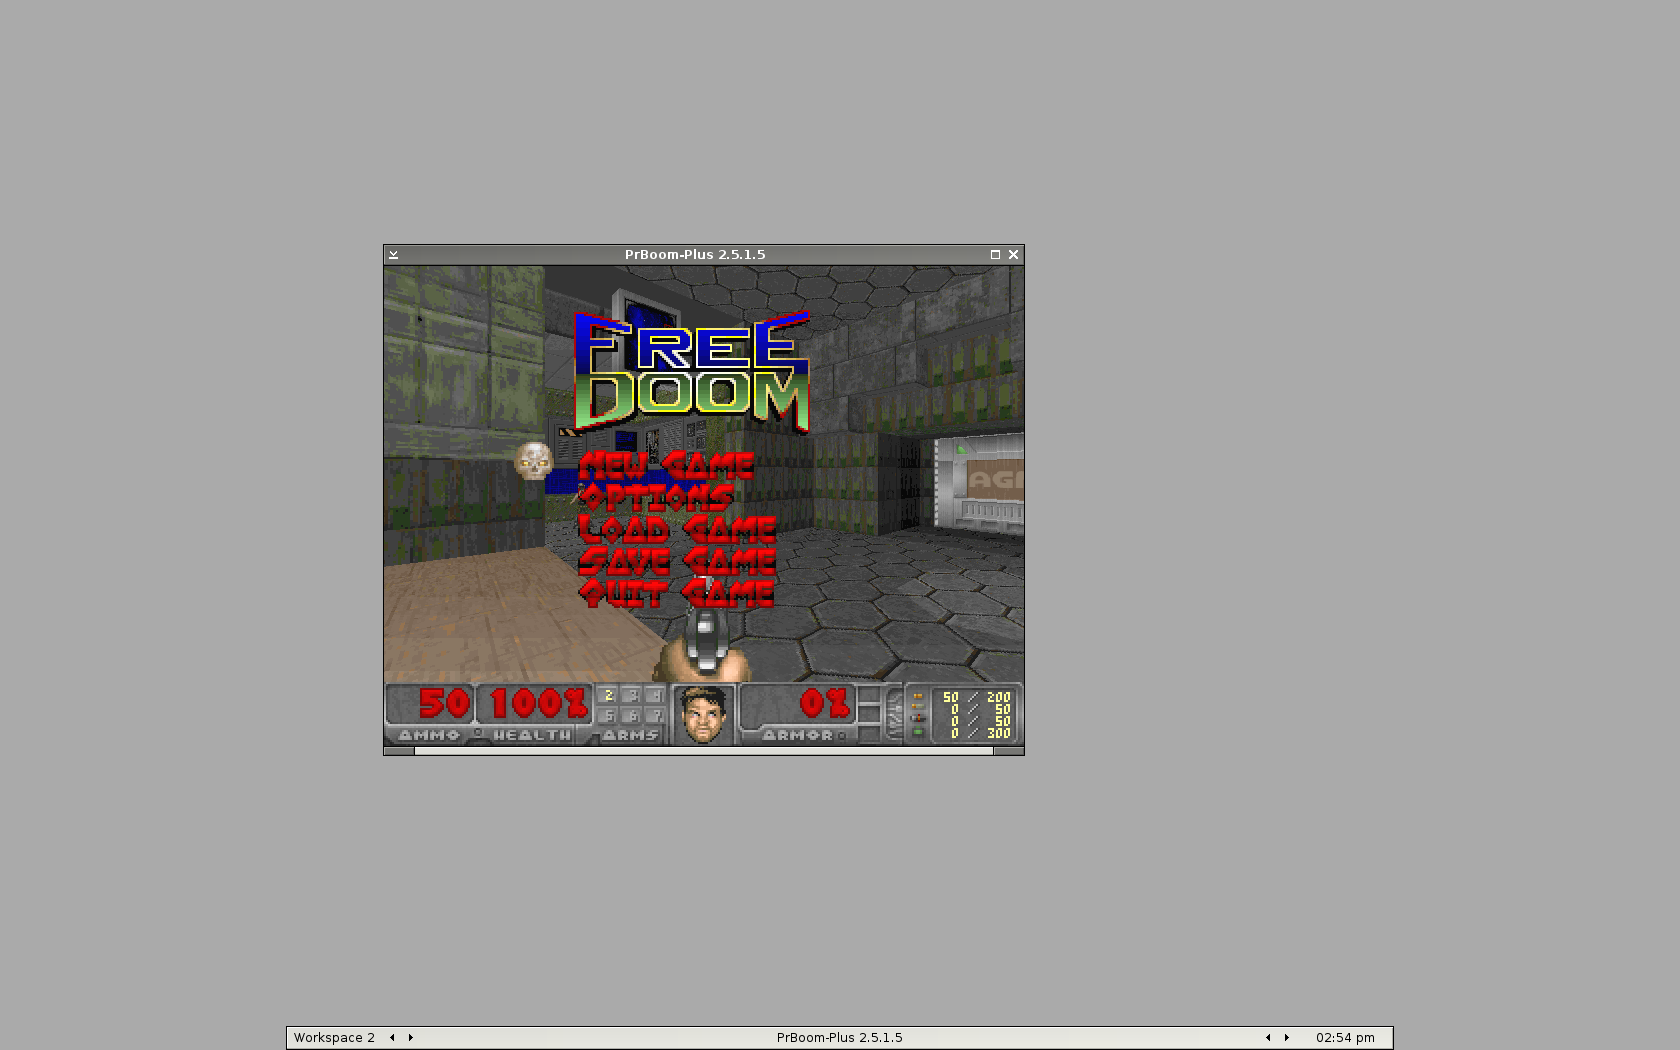 PrBoom-Plus 2.5.1.5
FREE
DOOM
NEW GAME
OPTIONS
LOAD GAME
SAVE GAME
QUIT GAME
AGM
50 100% 2 3 4 0% 50 / 200
0 / 50
5 6 7 0 / 50
AMMO HEALTH ARMS ARMOR 0 / 300
Workspace 2 PrBoom-Plus 2.5.1.5 02:54 pm